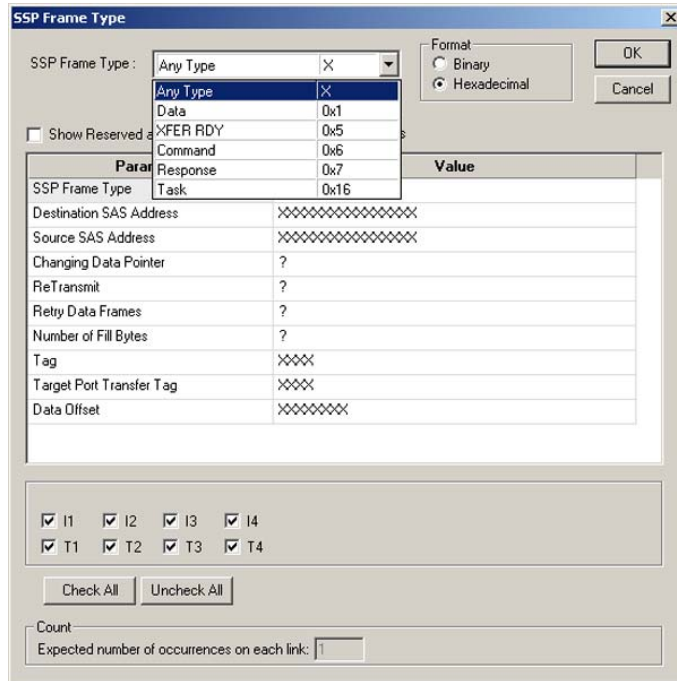 SSP Frame Type
SSP Frame Type : Any Type X
Format
Binary
Hexadecimal
OK
Cancel
Any Type X
Data 0x1
XFER RDY 0x5
Command 0x6
Response 0x7
Task 0x16
Show Reserved
Value
SSP Frame Type
Destination SAS Address XXXXXXXXXXXXXXXX
Source SAS Address XXXXXXXXXXXXXXXX
Changing Data Pointer ?
ReTransmit ?
Retry Data Frames ?
Number of Fill Bytes ?
Tag XXXX
Target Port Transfer Tag XXXX
Data Offset XXXXXXXX
I1 I2 I3 I4
T1 T2 T3 T4
Check All Uncheck All
Count
Expected number of occurrences on each link: 1